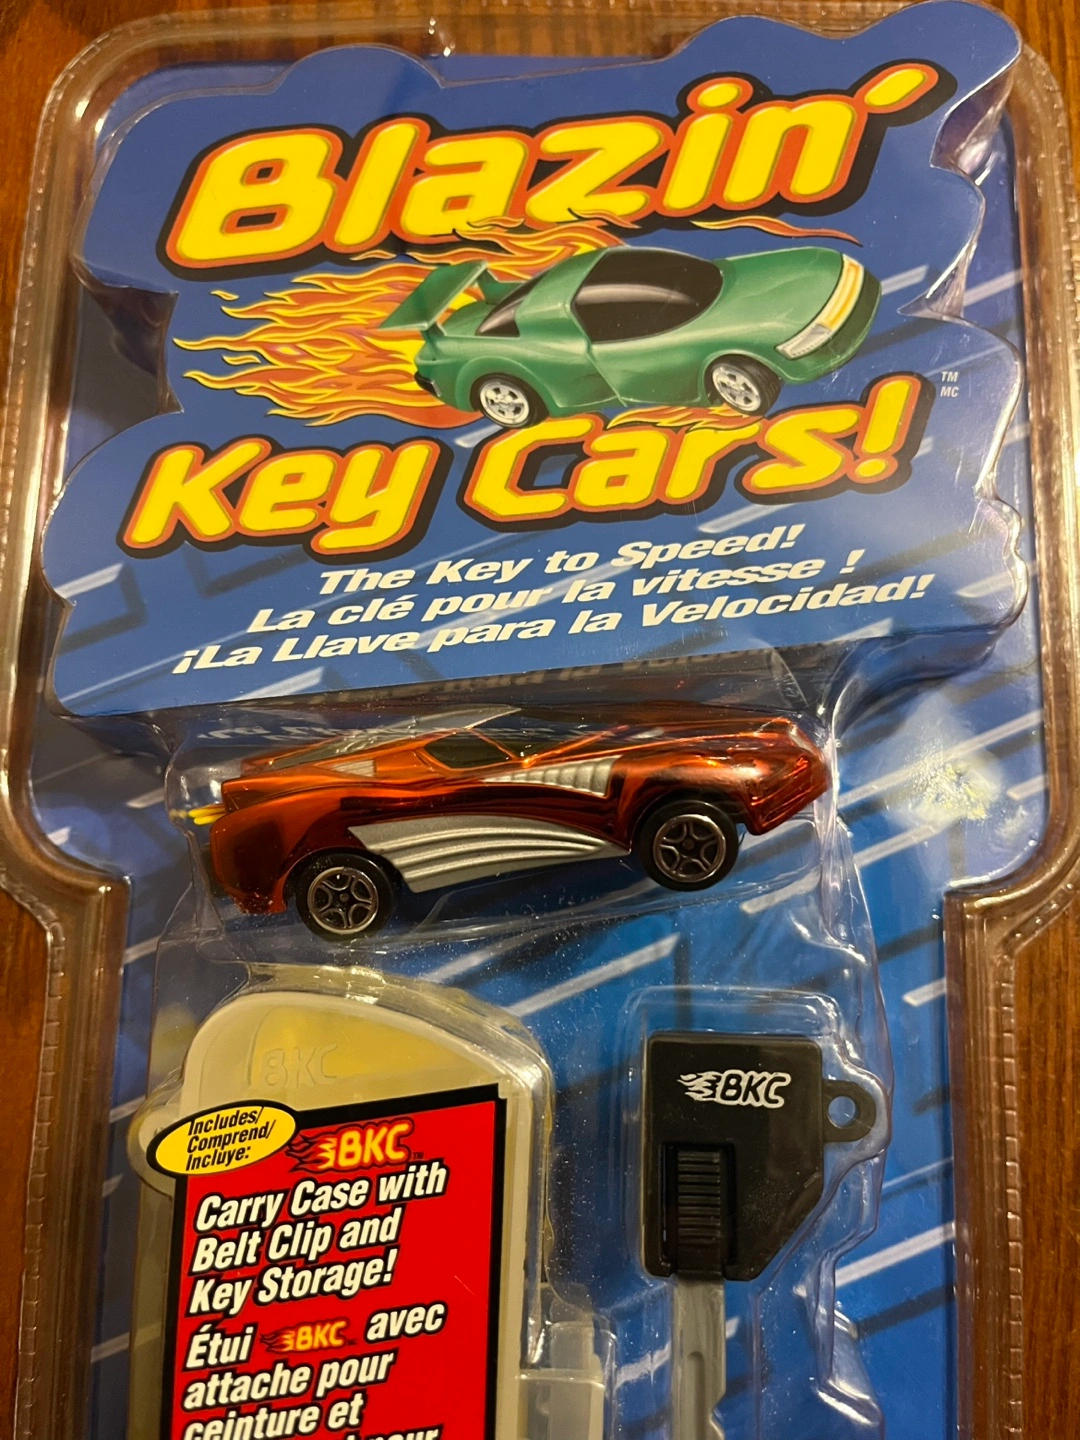 Blazin'
Key Cars!
TM
MC
The Key to Speed!
La clé pour la vitesse !
¡La Llave para la Velocidad!
BKC
BKC
Includes/
Comprend/
Incluye:
BKC™
Carry Case with
Belt Clip and
Key Storage!
Étui BKC avec
attache pour
ceinture et